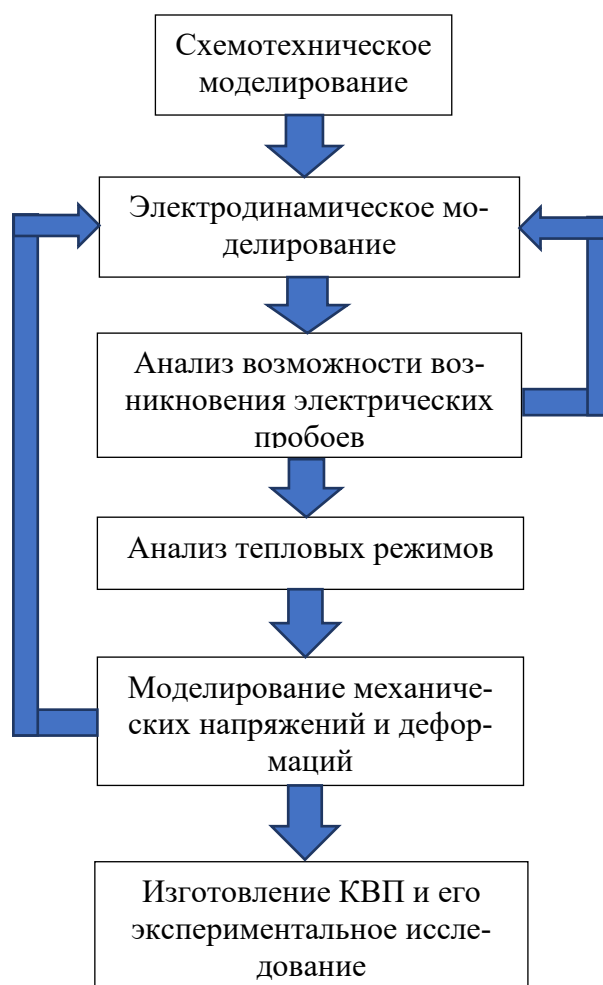 Схемотехническое
моделирование
Электродинамическое мо-
делирование
Анализ возможности воз-
никновения электрических
пробоев
Анализ тепловых режимов
Моделирование механиче-
ских напряжений и дефор-
маций
Изготовление КВП и его
экспериментальное иссле-
дование